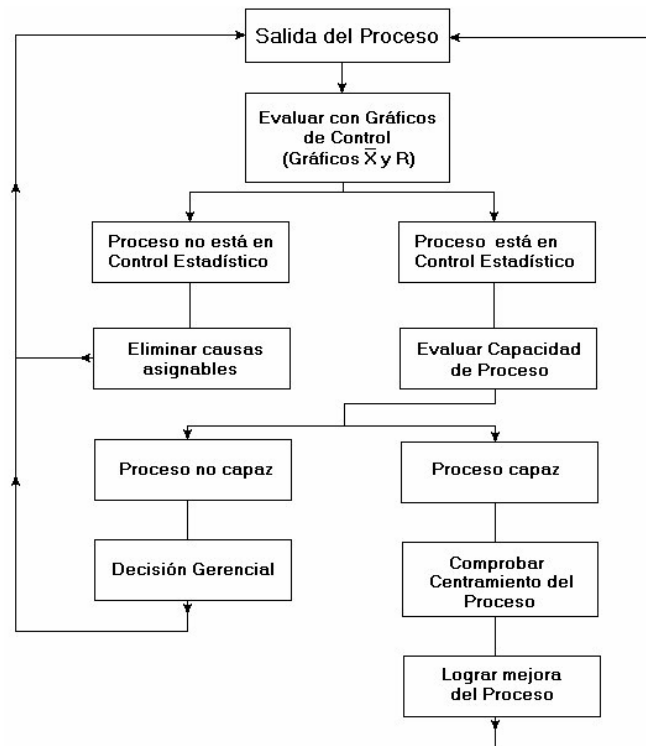 Salida del Proceso
Evaluar con Gráficos
de Control
(Gráficos X̅ y R)
Proceso no está en
Control Estadístico
Proceso está en
Control Estadístico
Eliminar causas
asignables
Evaluar Capacidad
de Proceso
Proceso no capaz
Proceso capaz
Decisión Gerencial
Comprobar
Centramiento del
Proceso
Lograr mejora
del Proceso